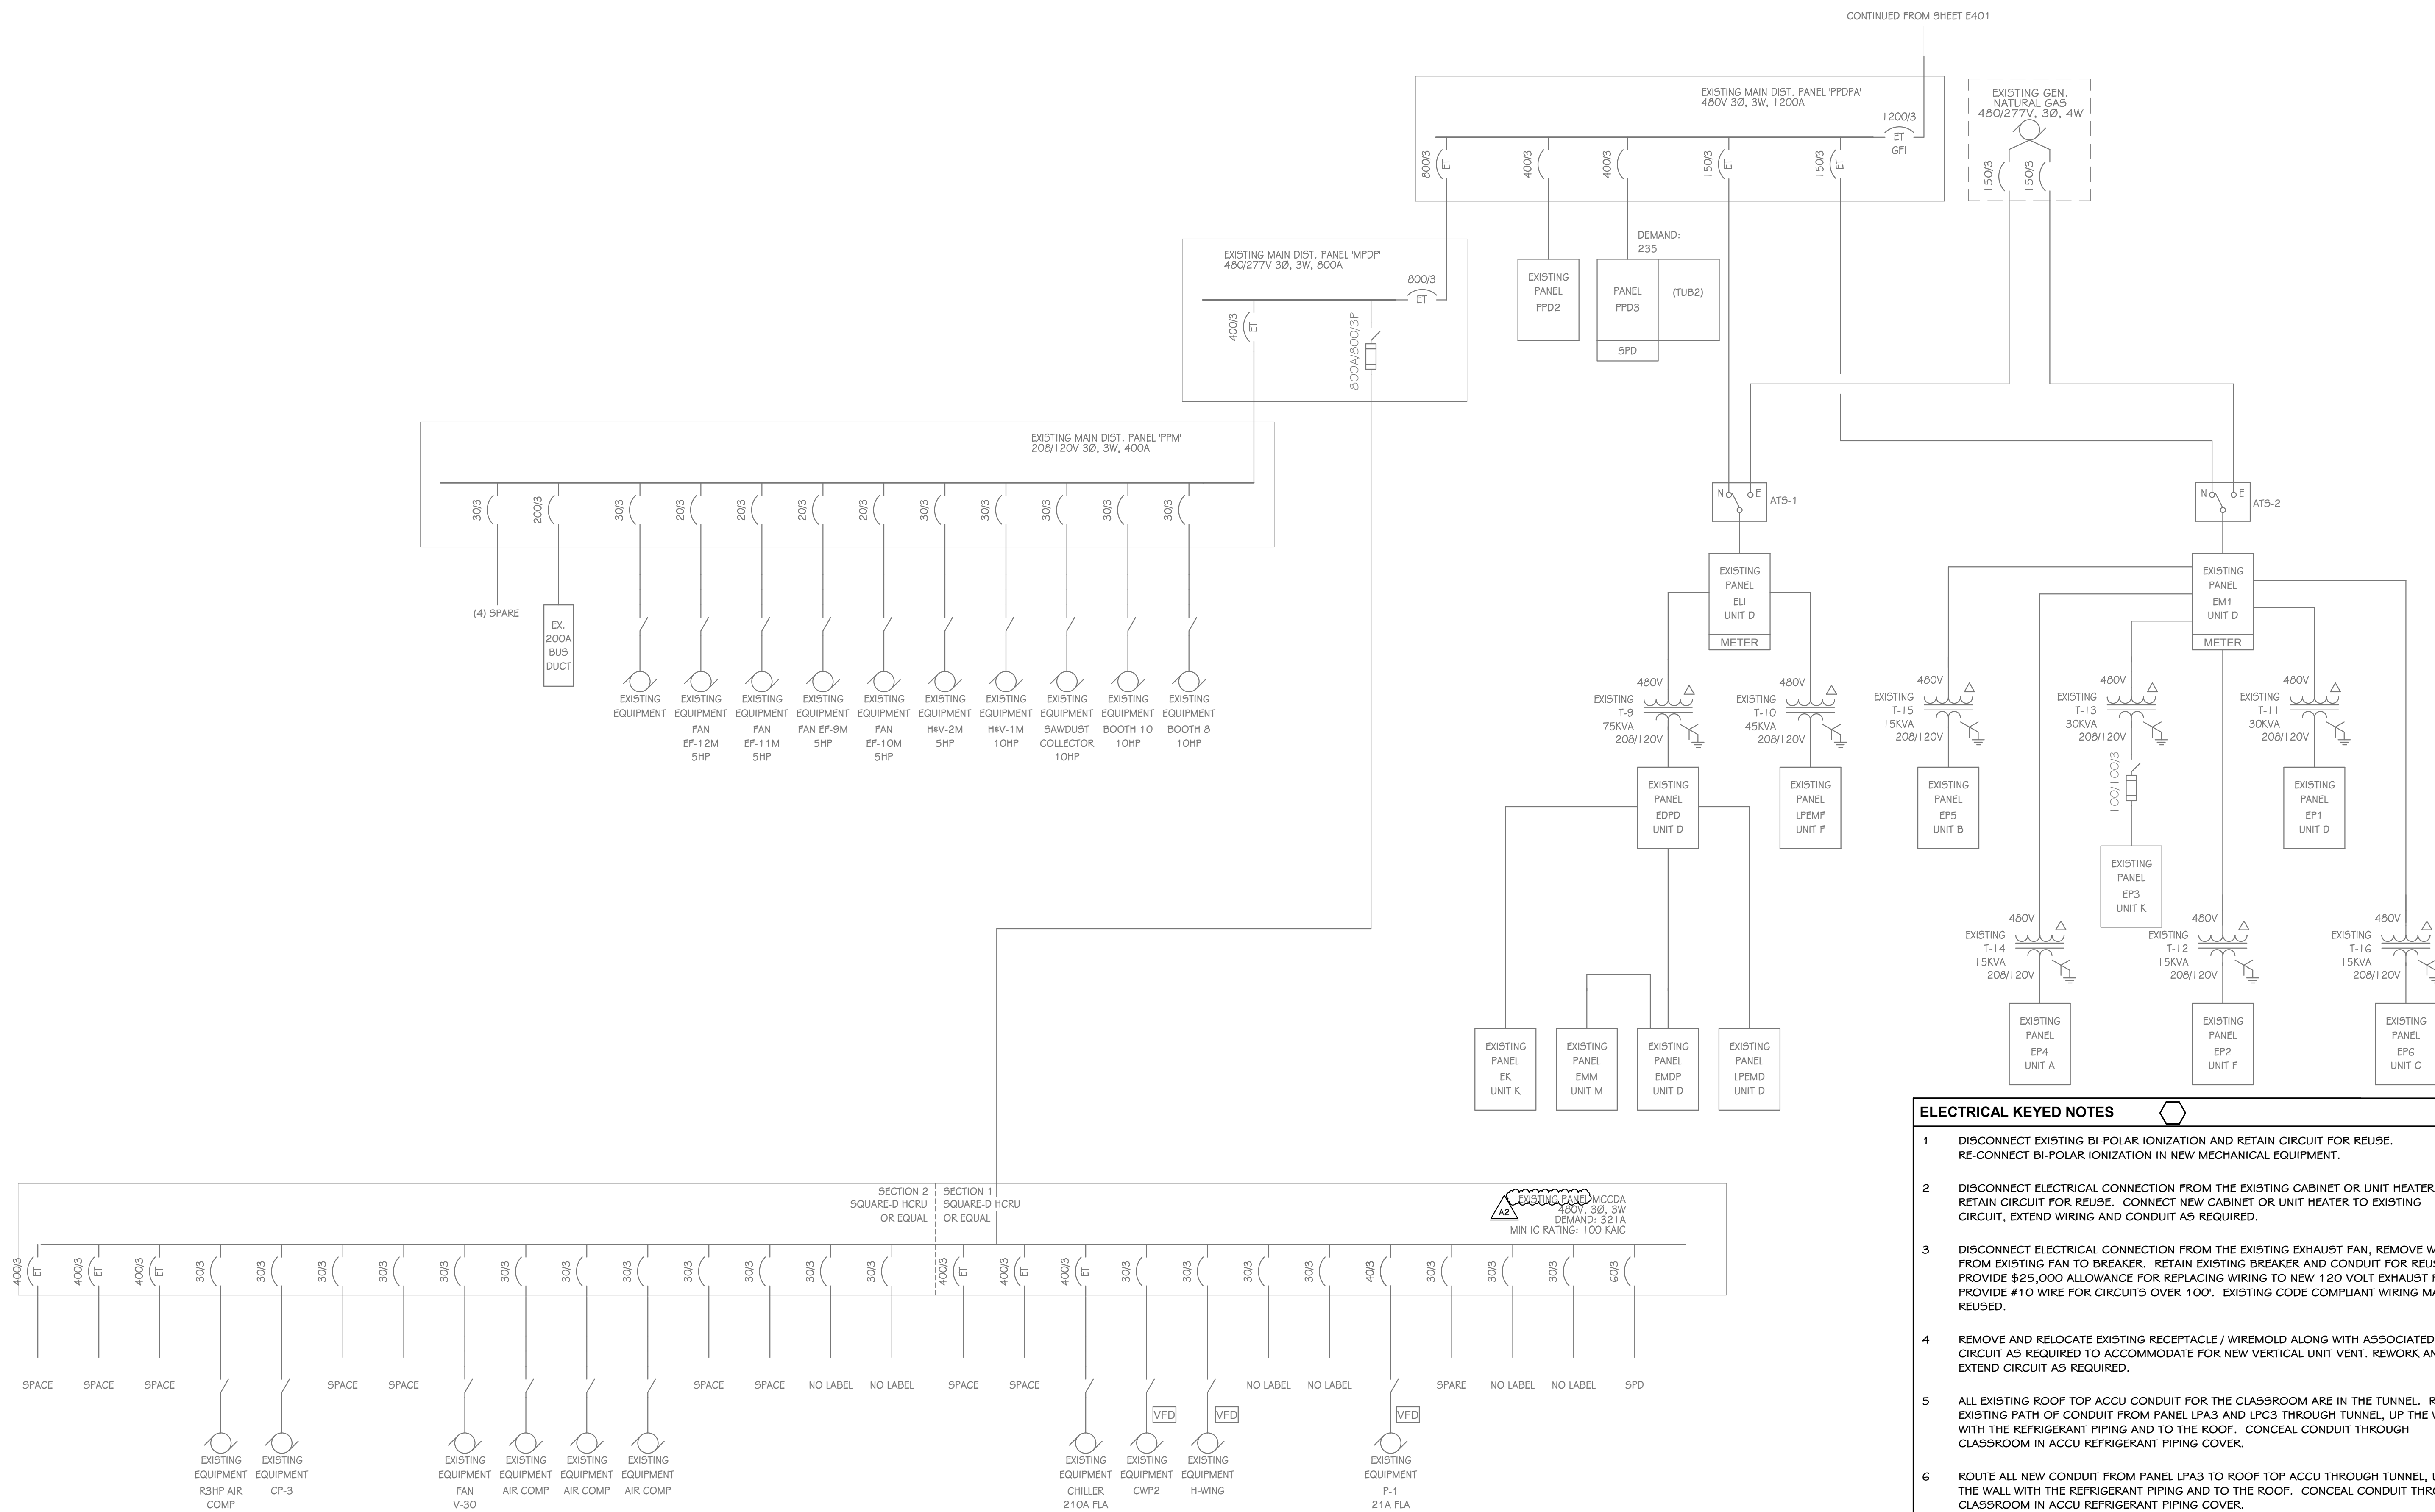 CONTINUED FROM SHEET E401
EXISTING MAIN DIST. PANEL 'PPDPA'
480V 3Ø, 3W, 1200A
1200/3
ET
GFI
800/3
ET
400/3
400/3
150/3
ET
150/3
ET
EXISTING GEN.
NATURAL GAS
480/277V, 3Ø, 4W
150/3
150/3
DEMAND:
235
EXISTING
PANEL
PPD2
PANEL
PPD3
(TUB2)
SPD
EXISTING MAIN DIST. PANEL 'MPDP'
480/277V 3Ø, 3W, 800A
800/3
ET
400/3
ET
800A/800/3P
EXISTING MAIN DIST. PANEL 'PPM'
208/120V 3Ø, 3W, 400A
30/3
200/3
30/3
20/3
20/3
20/3
20/3
30/3
30/3
30/3
30/3
30/3
(4) SPARE
EX.
200A
BUS
DUCT
EXISTING
EQUIPMENT
EXISTING
EQUIPMENT
FAN
EF-12M
5HP
EXISTING
EQUIPMENT
FAN
EF-11M
5HP
EXISTING
EQUIPMENT
FAN EF-9M
5HP
EXISTING
EQUIPMENT
FAN
EF-10M
5HP
EXISTING
EQUIPMENT
H&V-2M
5HP
EXISTING
EQUIPMENT
H&V-1M
10HP
EXISTING
EQUIPMENT
SAWDUST
COLLECTOR
10HP
EXISTING
EQUIPMENT
BOOTH 10
10HP
EXISTING
EQUIPMENT
BOOTH 8
10HP
N
E
ATS-1
N
E
ATS-2
EXISTING
PANEL
EL1
UNIT D
METER
EXISTING
PANEL
EM1
UNIT D
METER
480V
EXISTING
T-9
75KVA
208/120V
480V
EXISTING
T-10
45KVA
208/120V
480V
EXISTING
T-15
15KVA
208/120V
480V
EXISTING
T-13
30KVA
208/120V
480V
EXISTING
T-11
30KVA
208/120V
100/100/3
EXISTING
PANEL
EDPD
UNIT D
EXISTING
PANEL
LPEMF
UNIT F
EXISTING
PANEL
EP5
UNIT B
EXISTING
PANEL
EP3
UNIT K
EXISTING
PANEL
EP1
UNIT D
480V
EXISTING
T-14
15KVA
208/120V
480V
EXISTING
T-12
15KVA
208/120V
480V
EXISTING
T-16
15KVA
208/120V
EXISTING
PANEL
EK
UNIT K
EXISTING
PANEL
EMM
UNIT M
EXISTING
PANEL
EMDP
UNIT D
EXISTING
PANEL
LPEMD
UNIT D
EXISTING
PANEL
EP4
UNIT A
EXISTING
PANEL
EP2
UNIT F
EXISTING
PANEL
EP6
UNIT C
SECTION 2
SQUARE-D HCRU
OR EQUAL
SECTION 1
SQUARE-D HCRU
OR EQUAL
A2
EXISTING PANEL MCCDA
480V, 3Ø, 3W
DEMAND: 321A
MIN IC RATING: 100 KAIC
400/3
ET
400/3
ET
400/3
ET
30/3
30/3
30/3
30/3
30/3
30/3
30/3
30/3
30/3
30/3
30/3
30/3
400/3
ET
400/3
ET
400/3
ET
30/3
30/3
30/3
30/3
40/3
30/3
30/3
30/3
60/3
SPACE
SPACE
SPACE
SPACE
SPACE
SPACE
SPACE
NO LABEL
NO LABEL
SPACE
SPACE
NO LABEL
NO LABEL
SPARE
NO LABEL
NO LABEL
SPD
VFD
VFD
VFD
EXISTING
EQUIPMENT
R3HP AIR
COMP
EXISTING
EQUIPMENT
CP-3
EXISTING
EQUIPMENT
FAN
V-30
EXISTING
EQUIPMENT
AIR COMP
EXISTING
EQUIPMENT
AIR COMP
EXISTING
EQUIPMENT
AIR COMP
EXISTING
EQUIPMENT
CHILLER
210A FLA
EXISTING
EQUIPMENT
CWP2
EXISTING
EQUIPMENT
H-WING
EXISTING
EQUIPMENT
P-1
21A FLA
ELECTRICAL KEYED NOTES
1 DISCONNECT EXISTING BI-POLAR IONIZATION AND RETAIN CIRCUIT FOR REUSE.
RE-CONNECT BI-POLAR IONIZATION IN NEW MECHANICAL EQUIPMENT.
2 DISCONNECT ELECTRICAL CONNECTION FROM THE EXISTING CABINET OR UNIT HEATER
RETAIN CIRCUIT FOR REUSE. CONNECT NEW CABINET OR UNIT HEATER TO EXISTING
CIRCUIT, EXTEND WIRING AND CONDUIT AS REQUIRED.
3 DISCONNECT ELECTRICAL CONNECTION FROM THE EXISTING EXHAUST FAN, REMOVE
FROM EXISTING FAN TO BREAKER. RETAIN EXISTING BREAKER AND CONDUIT FOR
PROVIDE $25,000 ALLOWANCE FOR REPLACING WIRING TO NEW 120 VOLT EXHAUST
PROVIDE #10 WIRE FOR CIRCUITS OVER 100'. EXISTING CODE COMPLIANT WIRING
REUSED.
4 REMOVE AND RELOCATE EXISTING RECEPTACLE / WIREMOLD ALONG WITH ASSOCIATED
CIRCUIT AS REQUIRED TO ACCOMMODATE FOR NEW VERTICAL UNIT VENT. REWORK
EXTEND CIRCUIT AS REQUIRED.
5 ALL EXISTING ROOF TOP ACCU CONDUIT FOR THE CLASSROOM ARE IN THE TUNNEL.
EXISTING PATH OF CONDUIT FROM PANEL LPA3 AND LPC3 THROUGH TUNNEL, UP THE
WITH THE REFRIGERANT PIPING AND TO THE ROOF. CONCEAL CONDUIT THROUGH
CLASSROOM IN ACCU REFRIGERANT PIPING COVER.
6 ROUTE ALL NEW CONDUIT FROM PANEL LPA3 TO ROOF TOP ACCU THROUGH TUNNEL,
THE WALL WITH THE REFRIGERANT PIPING AND TO THE ROOF. CONCEAL CONDUIT
CLASSROOM IN ACCU REFRIGERANT PIPING COVER.